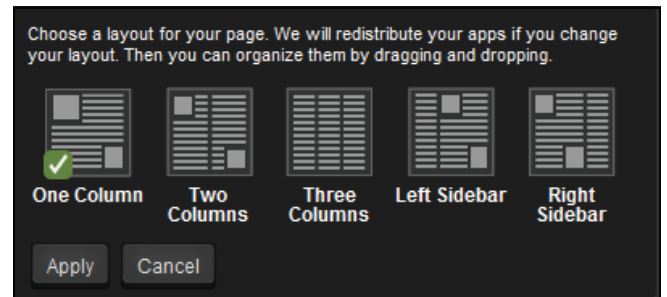 Choose a layout for your page. We will redistribute your apps if you change
your layout. Then you can organize them by dragging and dropping.
One Column
Two
Columns
Three
Columns
Left Sidebar
Right
Sidebar
Apply
Cancel